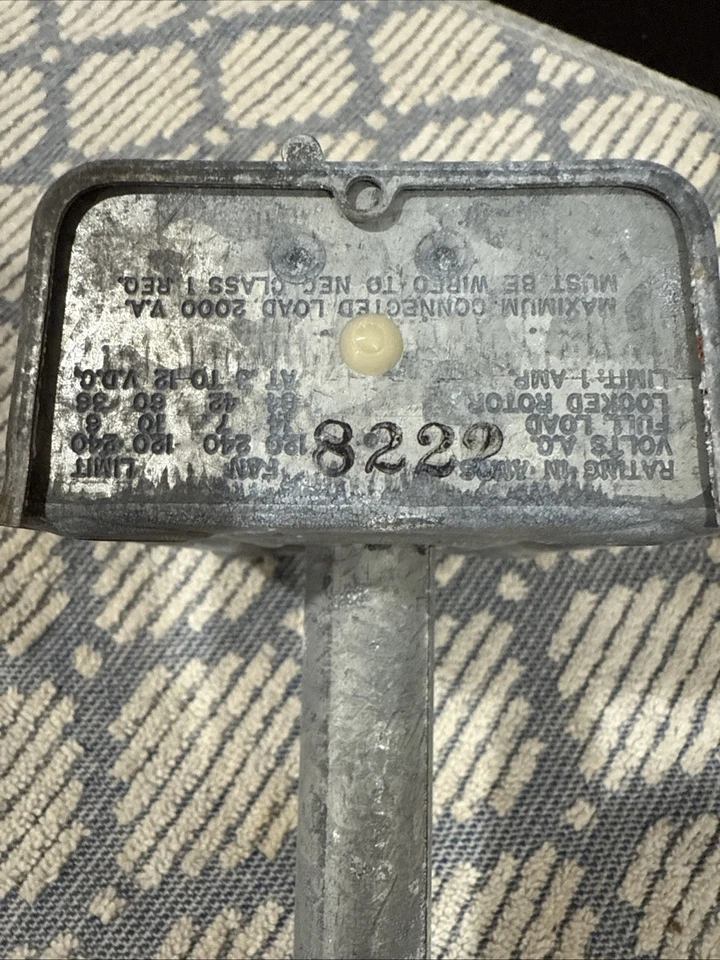 RATING IN AMPS FAN LIMIT
VOLTS A.C. 120 240 120 240
FULL LOAD 14 7 10 6
LOCKED ROTOR 84 42 60 36
LIMIT: 1 AMP. AT TO 12 V.D.C.
MAXIMUM CONNECTED LOAD 2000 V.A.
MUST BE WIRED TO NEC CLASS 1 REQ.
8222